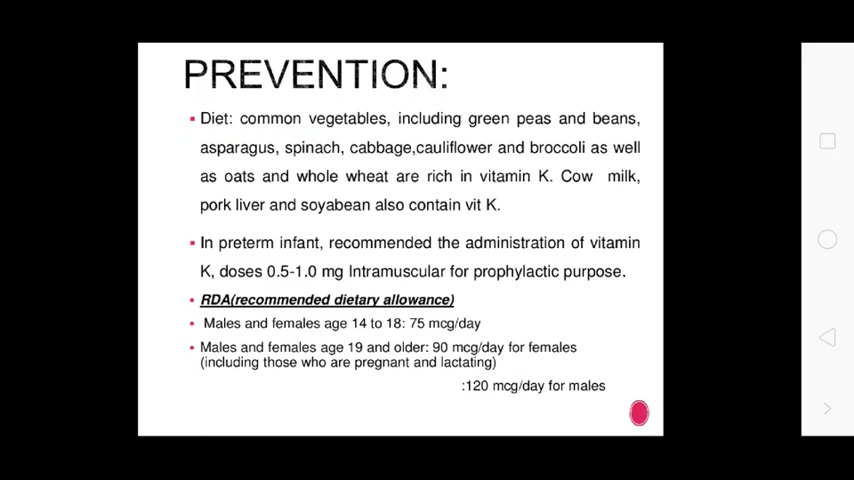 PREVENTION:
▪ Diet: common vegetables, including green peas and beans,
asparagus, spinach, cabbage,cauliflower and broccoli as well
as oats and whole wheat are rich in vitamin K. Cow milk,
pork liver and soyabean also contain vit K.
▪ In preterm infant, recommended the administration of vitamin
K, doses 0.5-1.0 mg Intramuscular for prophylactic purpose.
▪ RDA(recommended dietary allowance)
▪ Males and females age 14 to 18: 75 mcg/day
▪ Males and females age 19 and older: 90 mcg/day for females
(including those who are pregnant and lactating)
:120 mcg/day for males